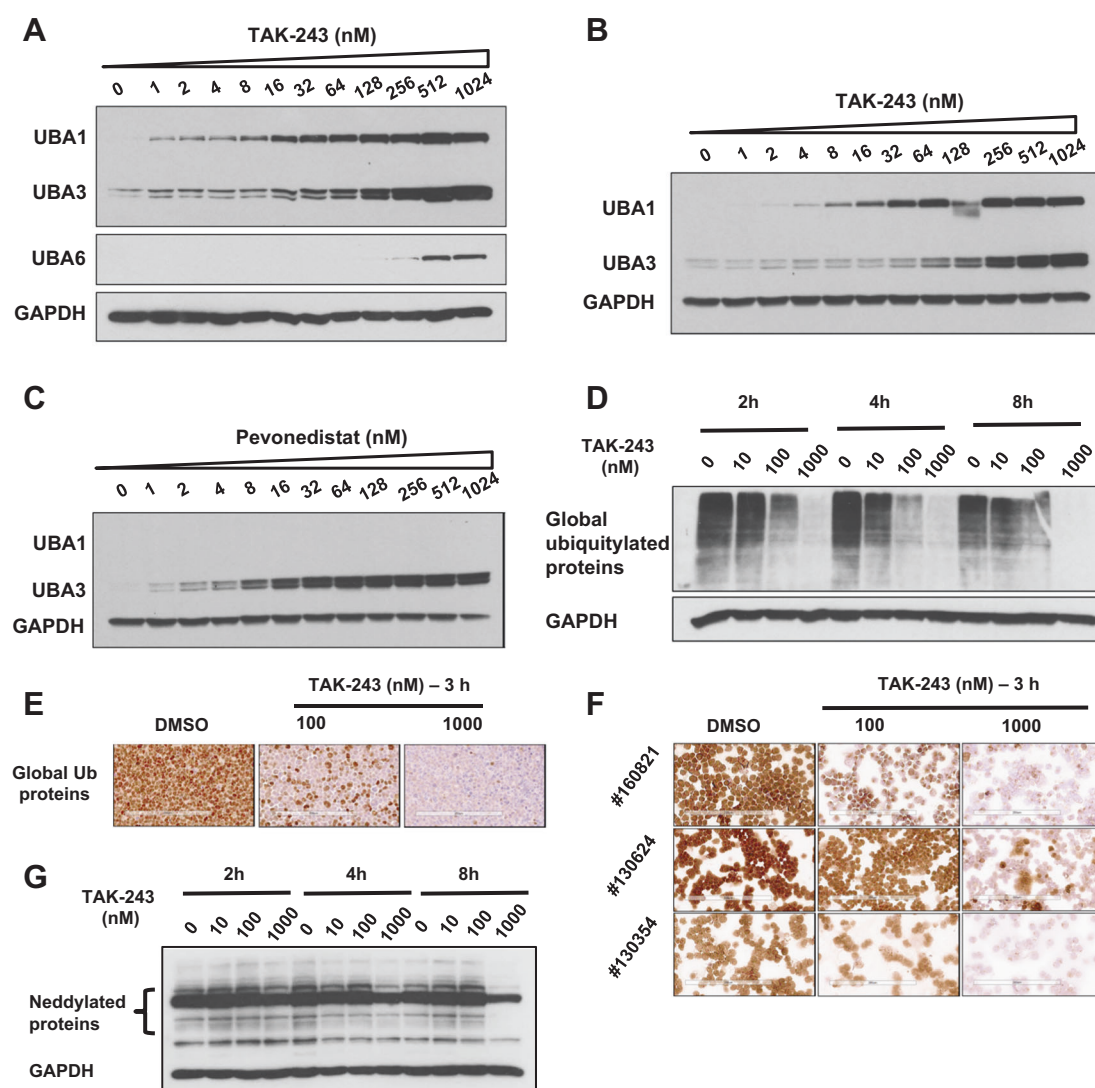 A
TAK-243 (nM)
0 1 2 4 8 16 32 64 128 256 512 1024
UBA1
UBA3
UBA6
GAPDH
B
TAK-243 (nM)
0 1 2 4 8 16 32 64 128 256 512 1024
UBA1
UBA3
GAPDH
C
Pevonedistat (nM)
0 1 2 4 8 16 32 64 128 256 512 1024
UBA1
UBA3
GAPDH
D
2h 4h 8h
TAK-243
(nM)
0 10 100 1000 0 10 100 1000 0 10 100 1000
Global
ubiquitylated
proteins
GAPDH
E
TAK-243 (nM) – 3 h
DMSO 100 1000
Global Ub
proteins
F
TAK-243 (nM) – 3 h
DMSO 100 1000
#160821
#130624
#130354
G
2h 4h 8h
TAK-243
(nM)
0 10 100 1000 0 10 100 1000 0 10 100 1000
Neddylated
proteins
GAPDH